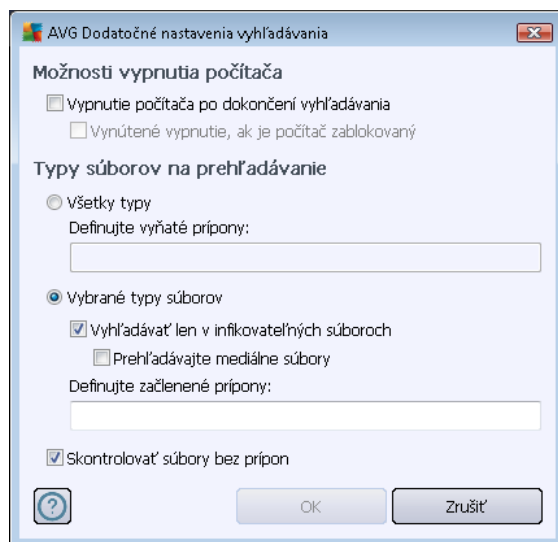 AVG Dodatočné nastavenia vyhľadávania
Možnosti vypnutia počítača
Vypnutie počítača po dokončení vyhľadávania
Vynútené vypnutie, ak je počítač zablokovaný
Typy súborov na prehľadávanie
Všetky typy
Definujte vyňaté prípony:
Vybrané typy súborov
Vyhľadávať len v infikovateľných súboroch
Prehľadávajte mediálne súbory
Definujte začlenené prípony:
Skontrolovať súbory bez prípon
? OK Zrušiť